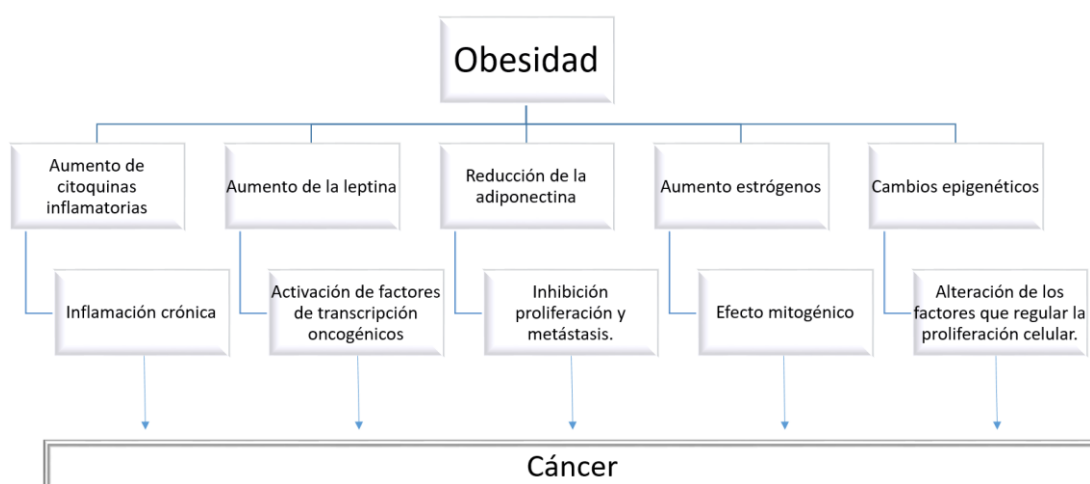 Obesidad
Aumento de
citoquinas
inflamatorias
Aumento de la leptina
Reducción de la
adiponectina
Aumento estrógenos
Cambios epigenéticos
Inflamación crónica
Activación de factores
de transcripción
oncogénicos
Inhibición
proliferación y
metástasis.
Efecto mitogénico
Alteración de los
factores que regular la
proliferación celular.
Cáncer